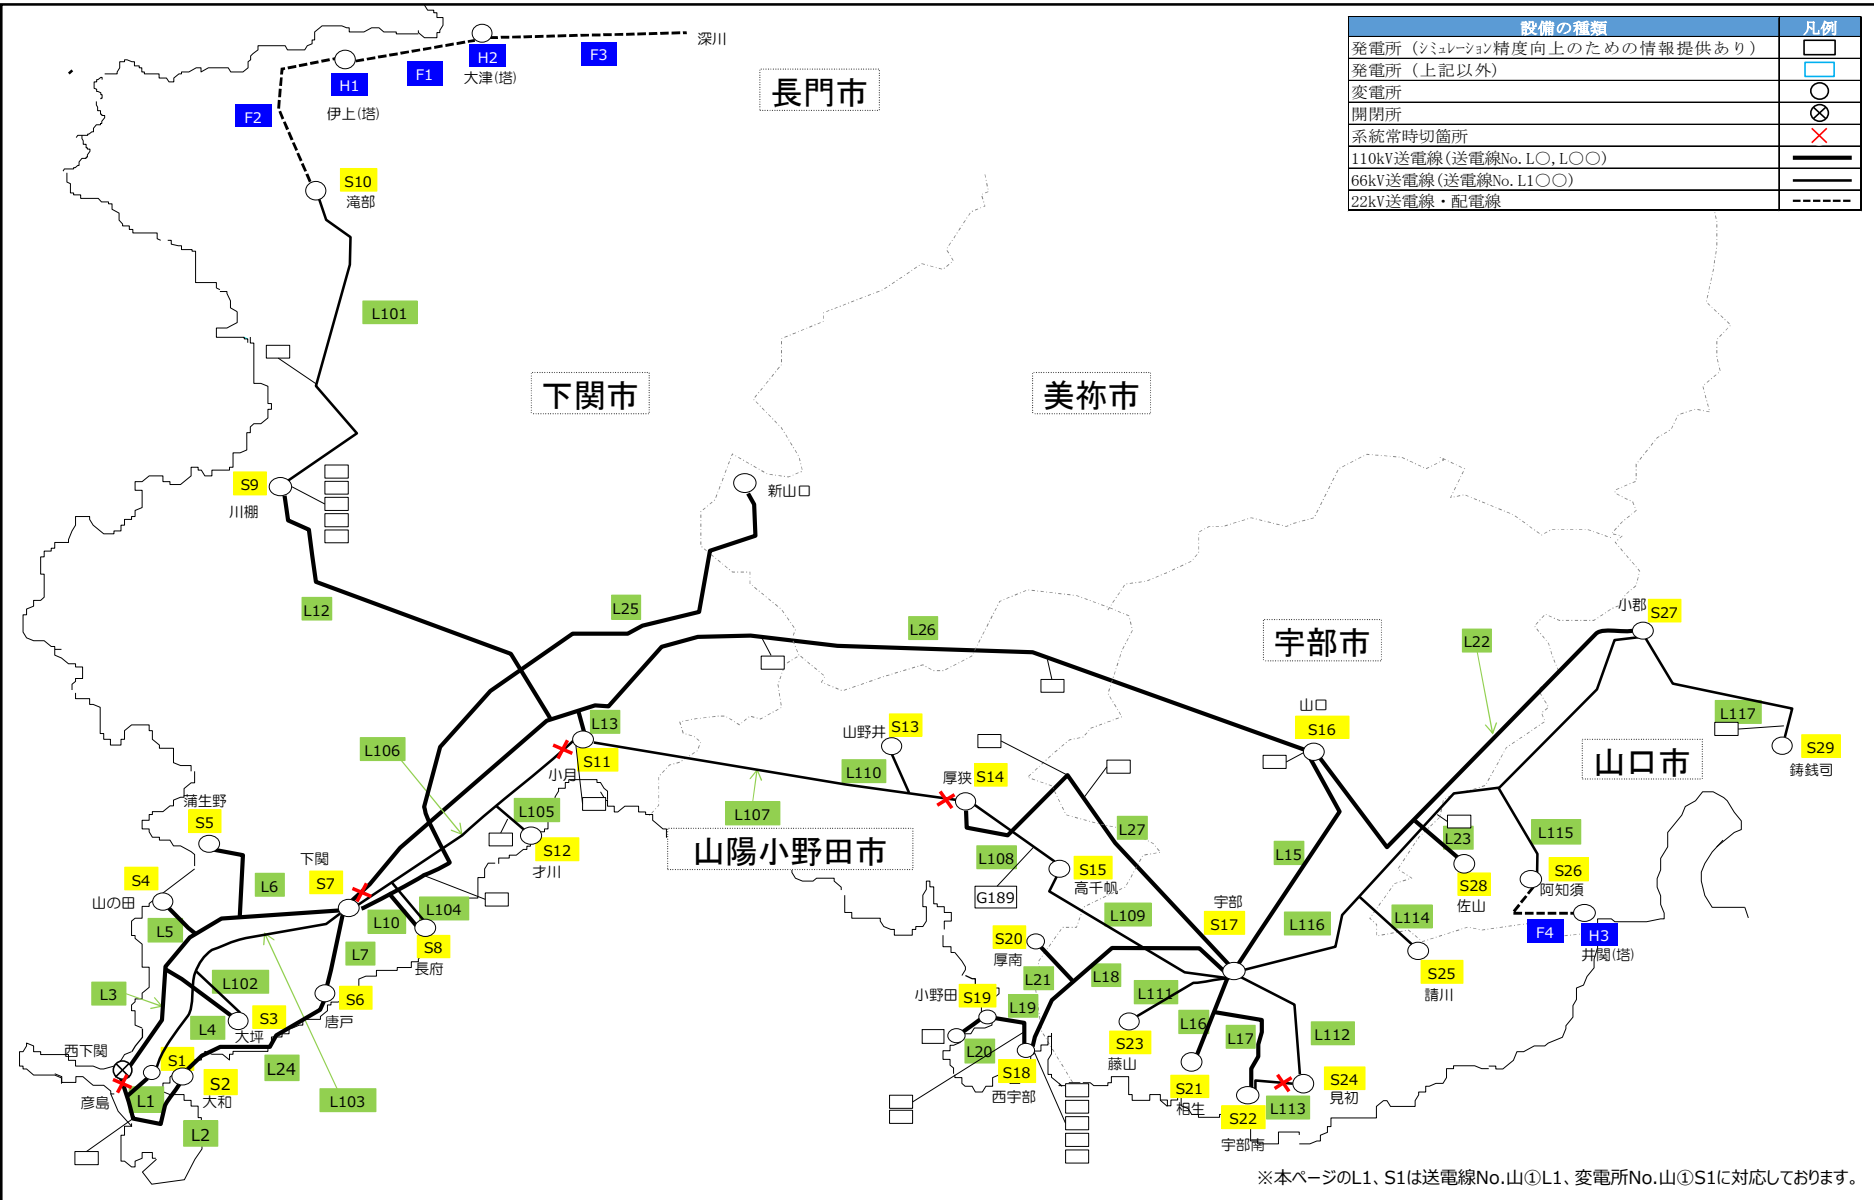 設備の種類 凡例
発電所（シミュレーション精度向上のための情報提供あり）
発電所（上記以外）
変電所
開閉所
系統常時切箇所
110kV送電線(送電線No. L○, L○○)
66kV送電線(送電線No. L1○○)
22kV送電線・配電線
深川
H2
大津(塔)
F3
F1
H1
伊上(塔)
F2
長門市
S10
滝部
L101
下関市
美祢市
S9
川棚
新山口
L12
L25
L26
宇部市
小郡
S27
L22
山口
S16
L117
S29
鋳銭司
山口市
L13
L106
S11
小月
山野井
S13
L110
厚狭
S14
L107
山陽小野田市
L105
S12
才川
蒲生野
S5
下関
S7
L6
S4
山の田
L5
L10
L104
S8
長府
L7
L27
L108
G189
S15
高千帆
L109
L15
L23
S28
佐山
L115
S26
阿知須
F4
H3
井関(塔)
宇部
S17
L116
L114
S25
請川
S20
厚南
L21
L18
小野田
S19
L19
L20
S18
西宇部
L111
S23
藤山
L16
L17
L112
S21
相生
S22
宇部南
L113
S24
見初
L3
L102
L4
S3
大坪
S6
唐戸
西下関
S1
L24
S2
大和
彦島
L1
L103
L2
※本ページのL1、S1は送電線No.山①L1、変電所No.山①S1に対応しております。